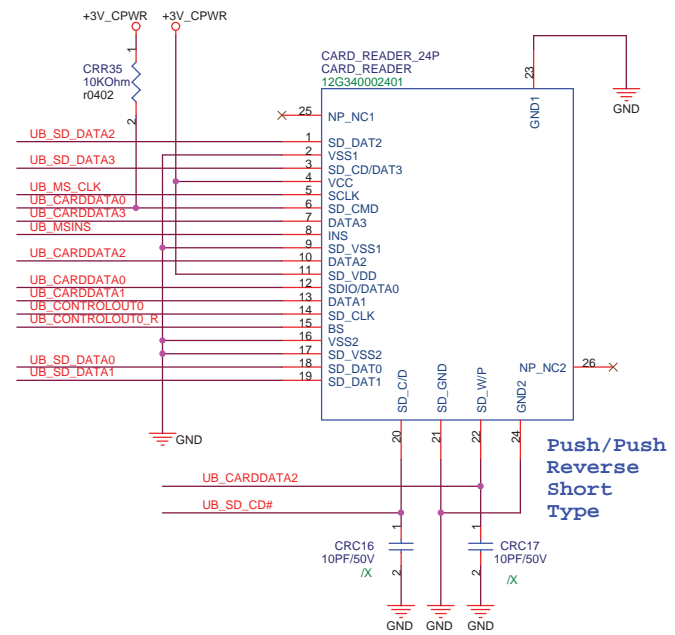 +3V_CPWR +3V_CPWR
CRR35
10KOhm
r0402
1
2
CARD_READER_24P
CARD_READER
12G340002401
23
GND1
GND
25 NP_NC1
UB_SD_DATA2 1 SD_DAT2
2 VSS1
UB_SD_DATA3 3 SD_CD/DAT3
4 VCC
UB_MS_CLK 5 SCLK
UB_CARDDATA0 6 SD_CMD
UB_CARDDATA3 7 DATA3
UB_MSINS 8 INS
9 SD_VSS1
UB_CARDDATA2 10 DATA2
11 SD_VDD
UB_CARDDATA0 12 SDIO/DATA0
UB_CARDDATA1 13 DATA1
UB_CONTROLOUT0 14 SD_CLK
UB_CONTROLOUT0_R 15 BS
16 VSS2
17 SD_VSS2
UB_SD_DATA0 18 SD_DAT0
UB_SD_DATA1 19 SD_DAT1
NP_NC2 26
SD_C/D SD_GND SD_W/P GND2
20 21 22 24
GND
Push/Push
Reverse
Short
Type
UB_CARDDATA2
UB_SD_CD#
1
CRC16
10PF/50V
/X
2
1
CRC17
10PF/50V
/X
2
GND GND GND